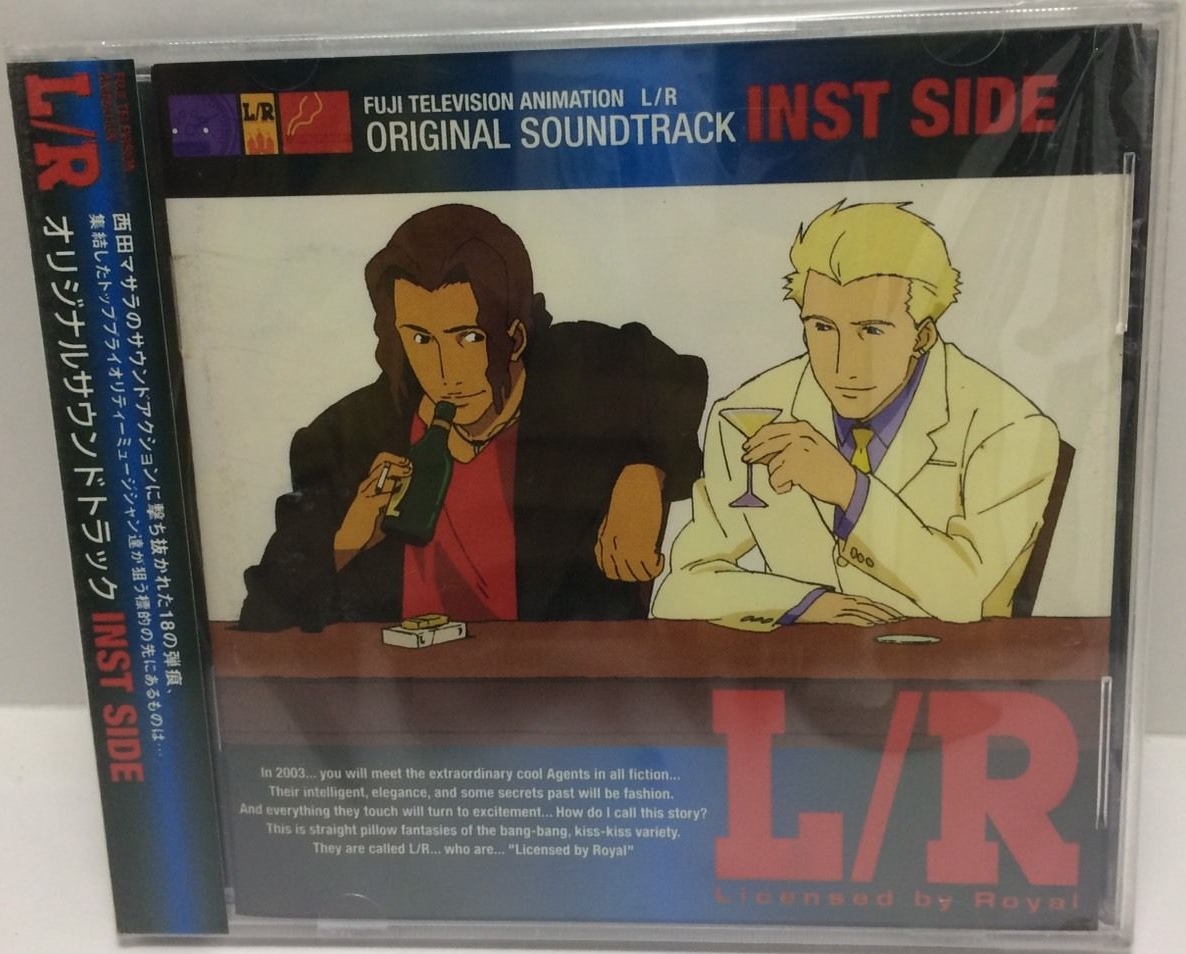 L/R
FUJI TELEVISION ANIMATION L/R
ORIGINAL SOUNDTRACK INST SIDE
L/R
In 2003... you will meet the extraordinary cool Agents in all fiction...
Their intelligent, elegance, and some secrets past will be fashion.
And everything they touch will turn to excitement... How do I call this story?
This is straight pillow fantasies of the bang-bang, kiss-kiss variety.
They are called L/R... who are... "Licensed by Royal"
L/R
Licensed by Royal
FUJI TELEVISION
ANIMATION
西田マサラのサウンドアクションに撃ち抜かれた18の弾痕、
集結したトッププライオリティーミュージシャン達が狙う標的の先にあるものは…
L/R オリジナルサウンドトラック INST SIDE